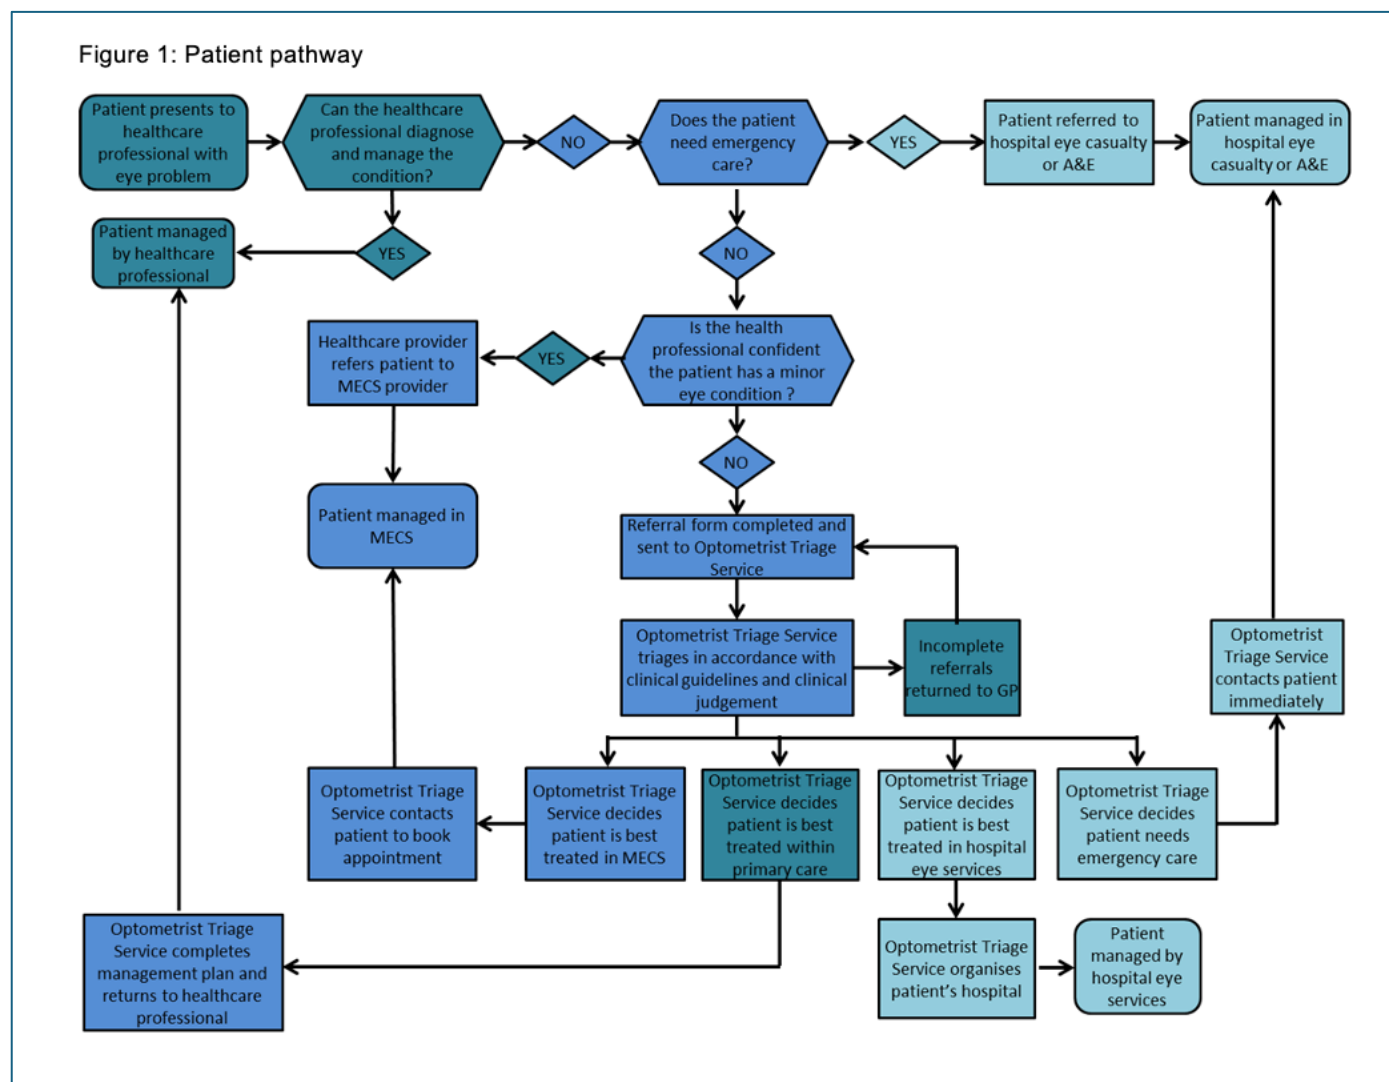 Figure 1: Patient pathway
Patient presents to
healthcare
professional with
eye problem
Can the healthcare
professional diagnose
and manage the
condition?
NO
Does the patient
need emergency
care?
YES
Patient referred to
hospital eye casualty
or A&E
Patient managed in
hospital eye
casualty or A&E
Patient managed
by healthcare
professional
YES
NO
Healthcare provider
refers patient to
MECS provider
YES
Is the health
professional confident
the patient has a minor
eye condition ?
NO
Patient managed in
MECS
Referral form completed and
sent to Optometrist Triage
Service
Optometrist Triage Service
triages in accordance with
clinical guidelines and clinical
judgement
Incomplete
referrals
returned to GP
Optometrist
Triage Service
contacts patient
immediately
Optometrist Triage
Service contacts
patient to book
appointment
Optometrist Triage
Service decides
patient is best
treated in MECS
Optometrist Triage
Service decides
patient is best
treated within
primary care
Optometrist Triage
Service decides
patient is best
treated in hospital
eye services
Optometrist Triage
Service decides
patient needs
emergency care
Optometrist Triage
Service completes
management plan and
returns to healthcare
professional
Optometrist Triage
Service organises
patient's hospital
Patient
managed by
hospital eye
services